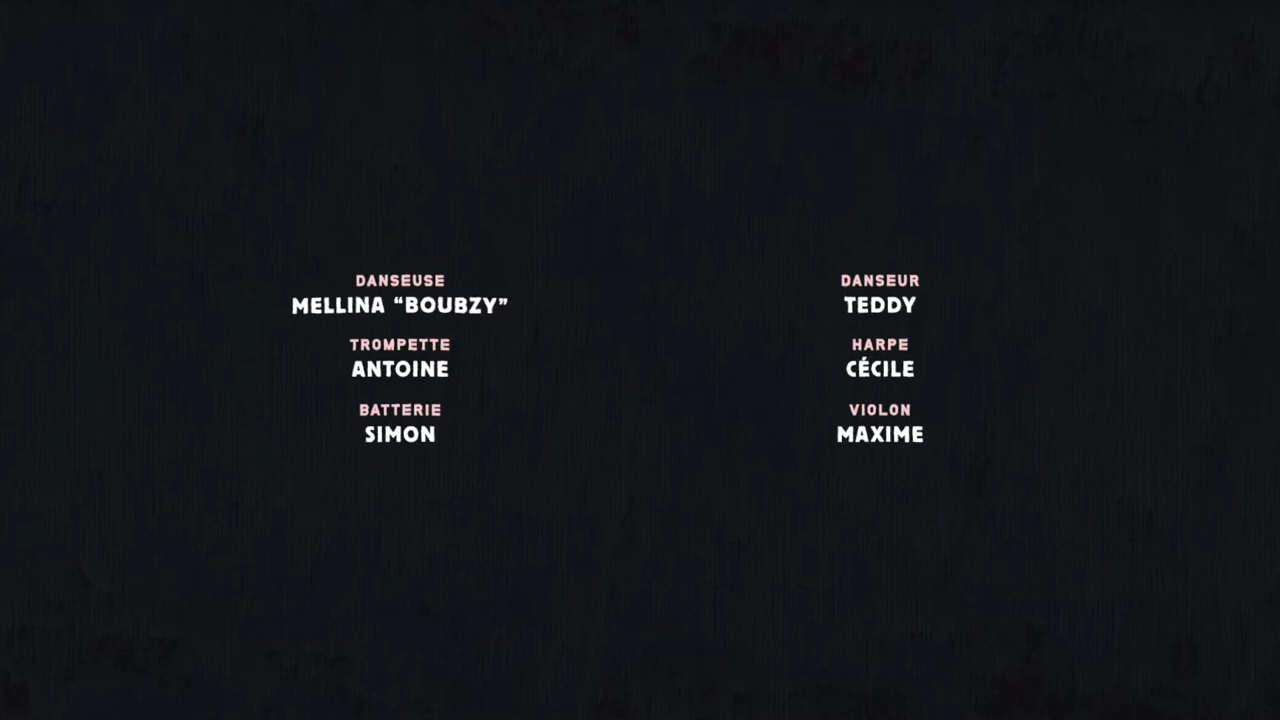 DANSEUSE
MELLINA “BOUBZY”
TROMPETTE
ANTOINE
BATTERIE
SIMON
DANSEUR
TEDDY
HARPE
CÉCILE
VIOLON
MAXIME